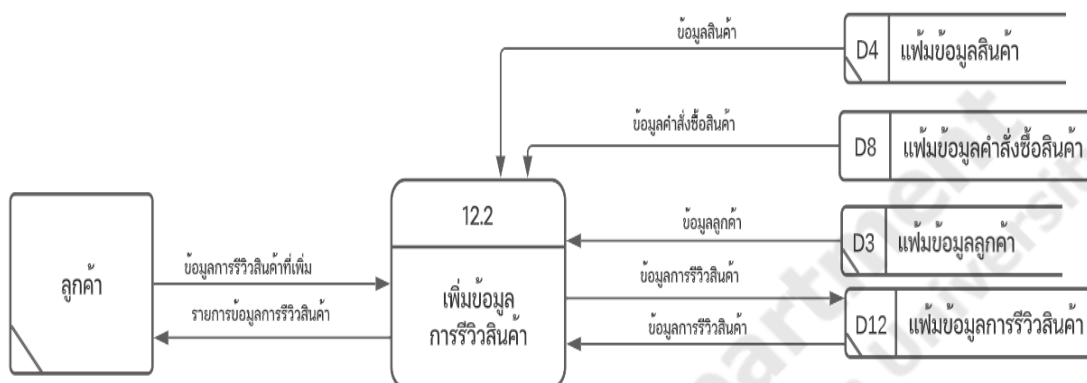 ข้อมูลสินค้า
D4 แฟ้มข้อมูลสินค้า
ข้อมูลคำสั่งซื้อสินค้า
D8 แฟ้มข้อมูลคำสั่งซื้อสินค้า
12.2
ข้อมูลลูกค้า
D3 แฟ้มข้อมูลลูกค้า
ลูกค้า
ข้อมูลการรีวิวสินค้าที่เพิ่ม
รายการข้อมูลการรีวิวสินค้า
เพิ่มข้อมูล
การรีวิวสินค้า
ข้อมูลการรีวิวสินค้า
ข้อมูลการรีวิวสินค้า
D12 แฟ้มข้อมูลการรีวิวสินค้า